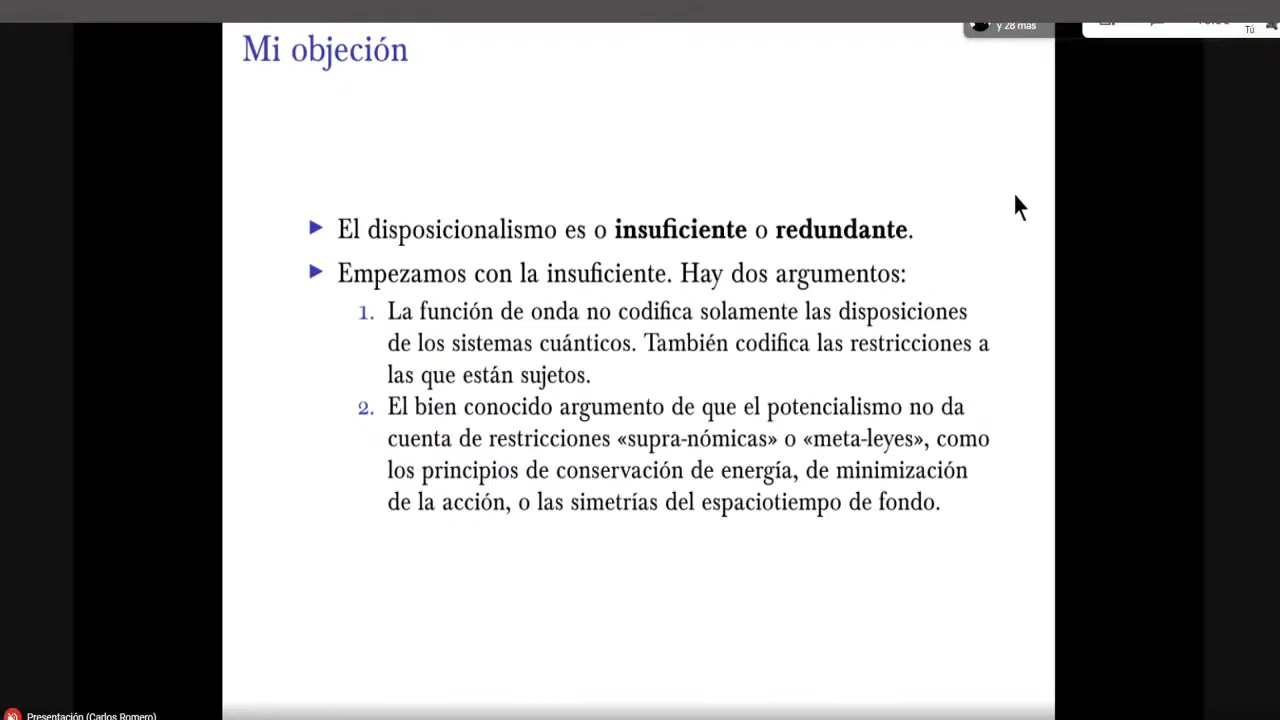 y 28 más
Tú
Mi objeción
El disposicionalismo es o insuficiente o redundante.
Empezamos con la insuficiente. Hay dos argumentos:
1. La función de onda no codifica solamente las disposiciones
de los sistemas cuánticos. También codifica las restricciones a
las que están sujetos.
2. El bien conocido argumento de que el potencialismo no da
cuenta de restricciones «supra-nómicas» o «meta-leyes», como
los principios de conservación de energía, de minimización
de la acción, o las simetrías del espaciotiempo de fondo.
Presentación (Carlos Romero)